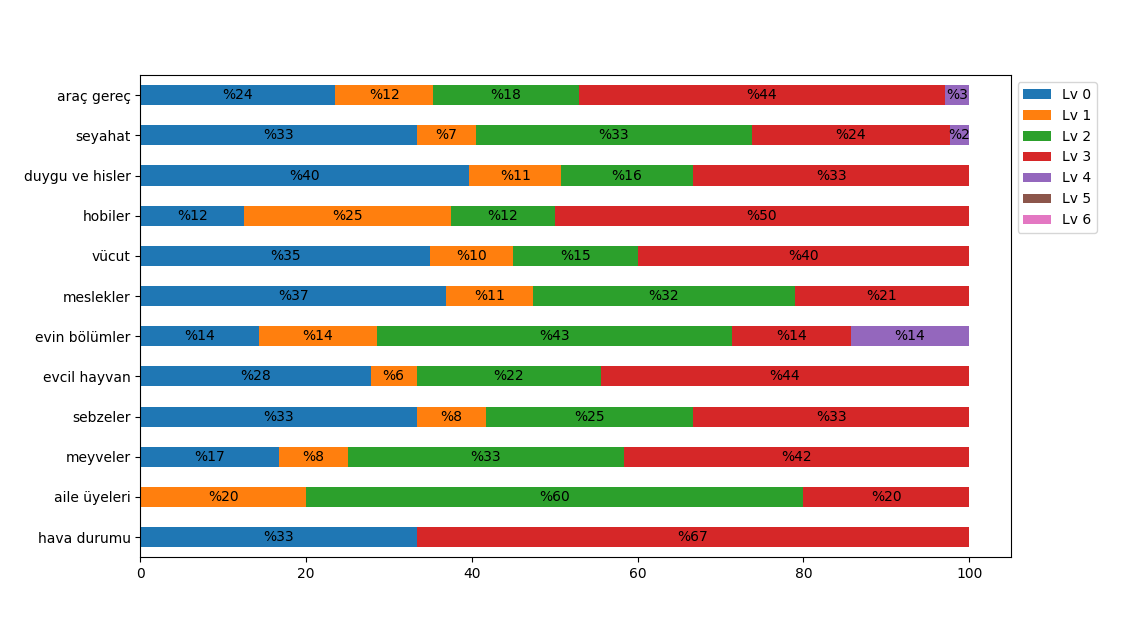 araç gereç %24 %12 %18 %44 %3
seyahat %33 %7 %33 %24 %2
duygu ve hisler %40 %11 %16 %33
hobiler %12 %25 %12 %50
vücut %35 %10 %15 %40
meslekler %37 %11 %32 %21
evin bölümler %14 %14 %43 %14 %14
evcil hayvan %28 %6 %22 %44
sebzeler %33 %8 %25 %33
meyveler %17 %8 %33 %42
aile üyeleri %20 %60 %20
hava durumu %33 %67
0 20 40 60 80 100
Lv 0
Lv 1
Lv 2
Lv 3
Lv 4
Lv 5
Lv 6